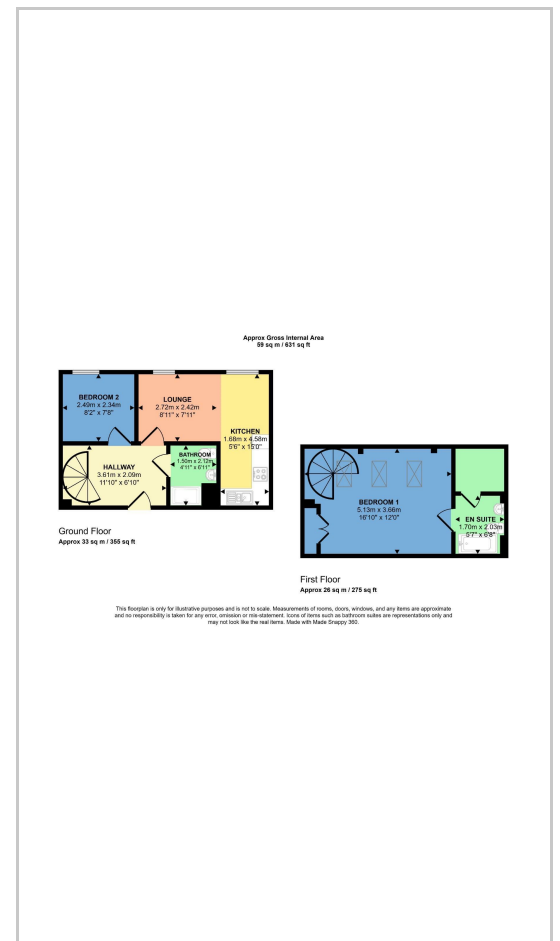 Approx Gross Internal Area
59 sq m / 631 sq ft
BEDROOM 2
2.49m x 2.34m
8'2" x 7'8"
LOUNGE
2.72m x 2.42m
8'11" x 7'11"
KITCHEN
1.68m x 4.58m
5'6" x 15'0"
BATHROOM
1.50m x 2.12m
4'11" x 6'11"
HALLWAY
3.61m x 2.09m
11'10" x 6'10"
Ground Floor
Approx 33 sq m / 355 sq ft
BEDROOM 1
5.13m x 3.66m
16'10" x 12'0"
EN SUITE
1.70m x 2.03m
5'7" x 6'8"
First Floor
Approx 26 sq m / 275 sq ft
This floorplan is only for illustrative purposes and is not to scale. Measurements of rooms, doors, windows, and any items are approximate
and no responsibility is taken for any error, omission or mis-statement. Icons of items such as bathroom suites are representations only and
may not look like the real items. Made with Made Snappy 360.